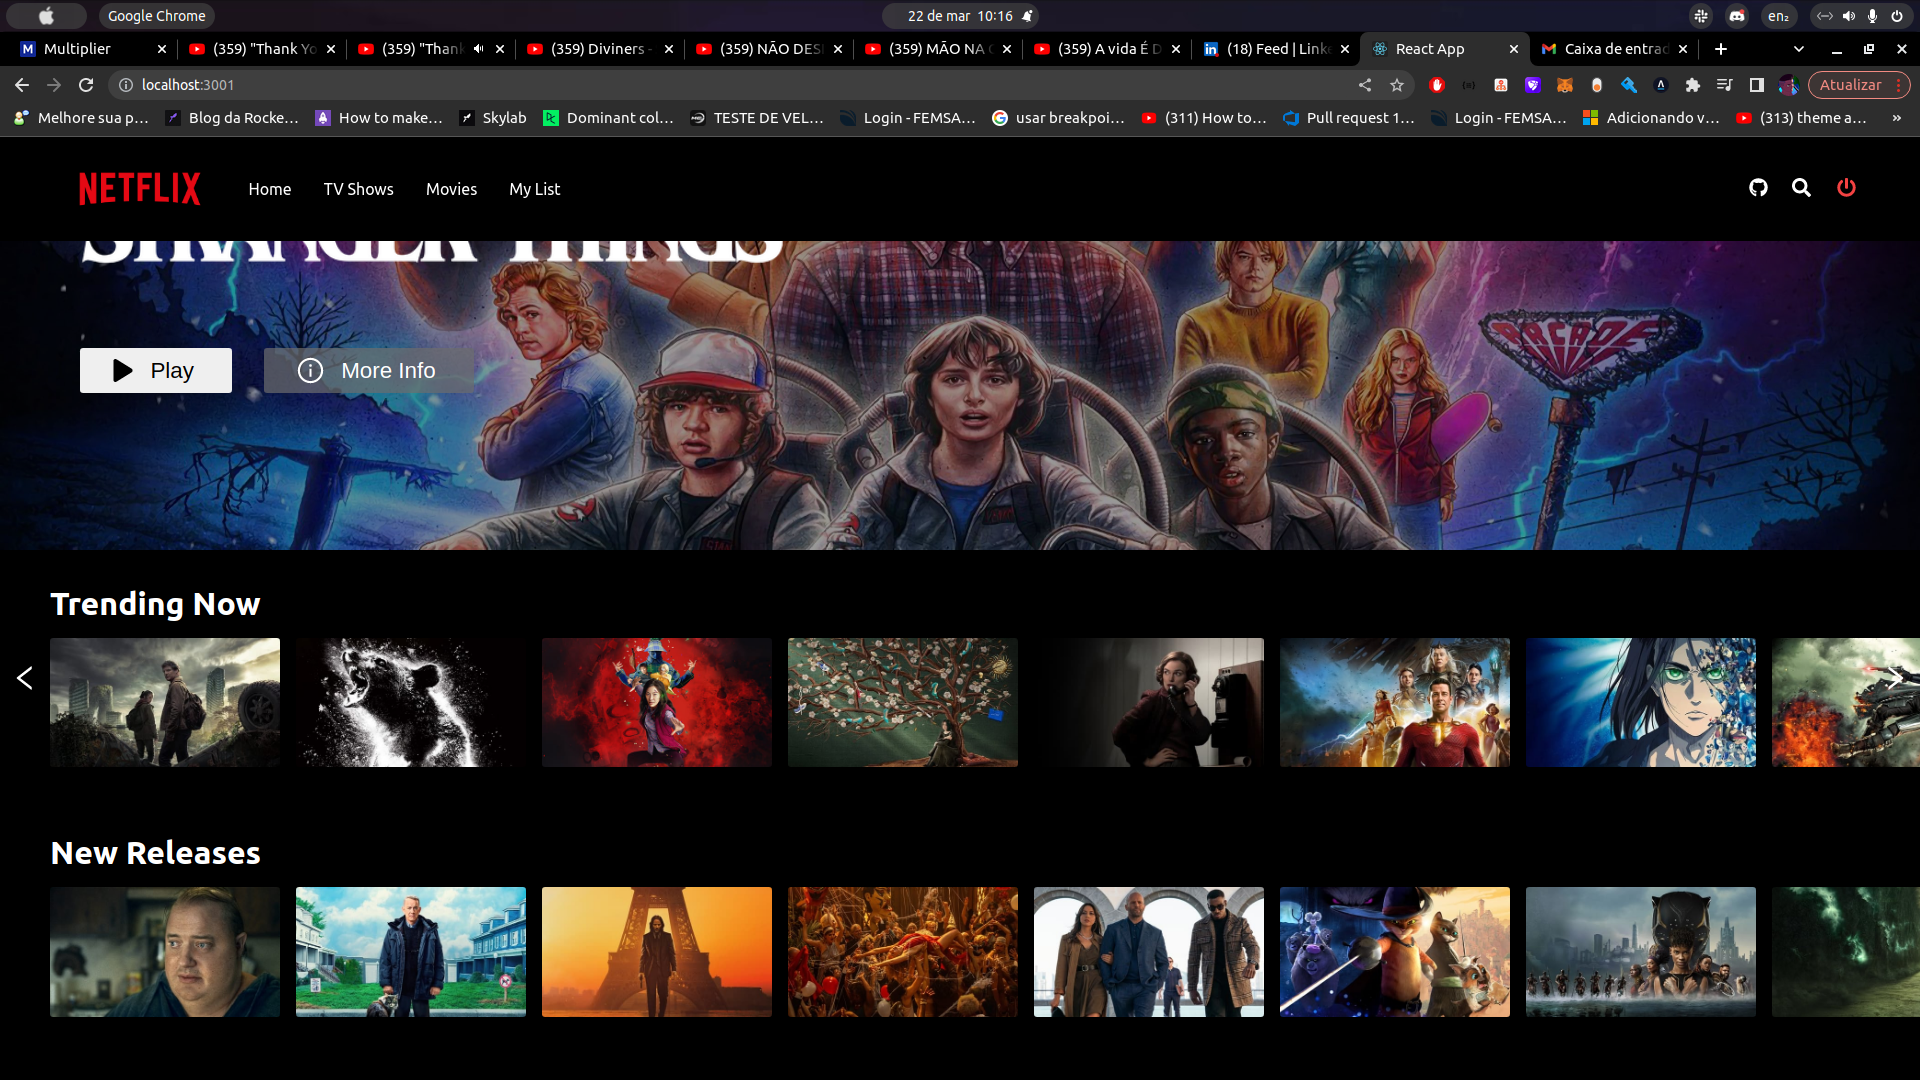 Google Chrome
22 de mar 10:16
en₂
Multiplier
(359) "Thank Yo
(359) "Thank
(359) Diviners -
(359) NÃO DES
(359) MÃO NA
(359) A vida É D
(18) Feed | Linke
React App
Caixa de entrad
localhost:3001
Atualizar
Melhore sua p...
Blog da Rocke...
How to make...
Skylab
Dominant col...
TESTE DE VEL...
Login - FEMSA...
usar breakpoi...
(311) How to...
Pull request 1...
Login - FEMSA...
Adicionando v...
(313) theme a...
»
NETFLIX
Home
TV Shows
Movies
My List
STRANGER THINGS
ARCADE
Play
More Info
Trending Now
New Releases